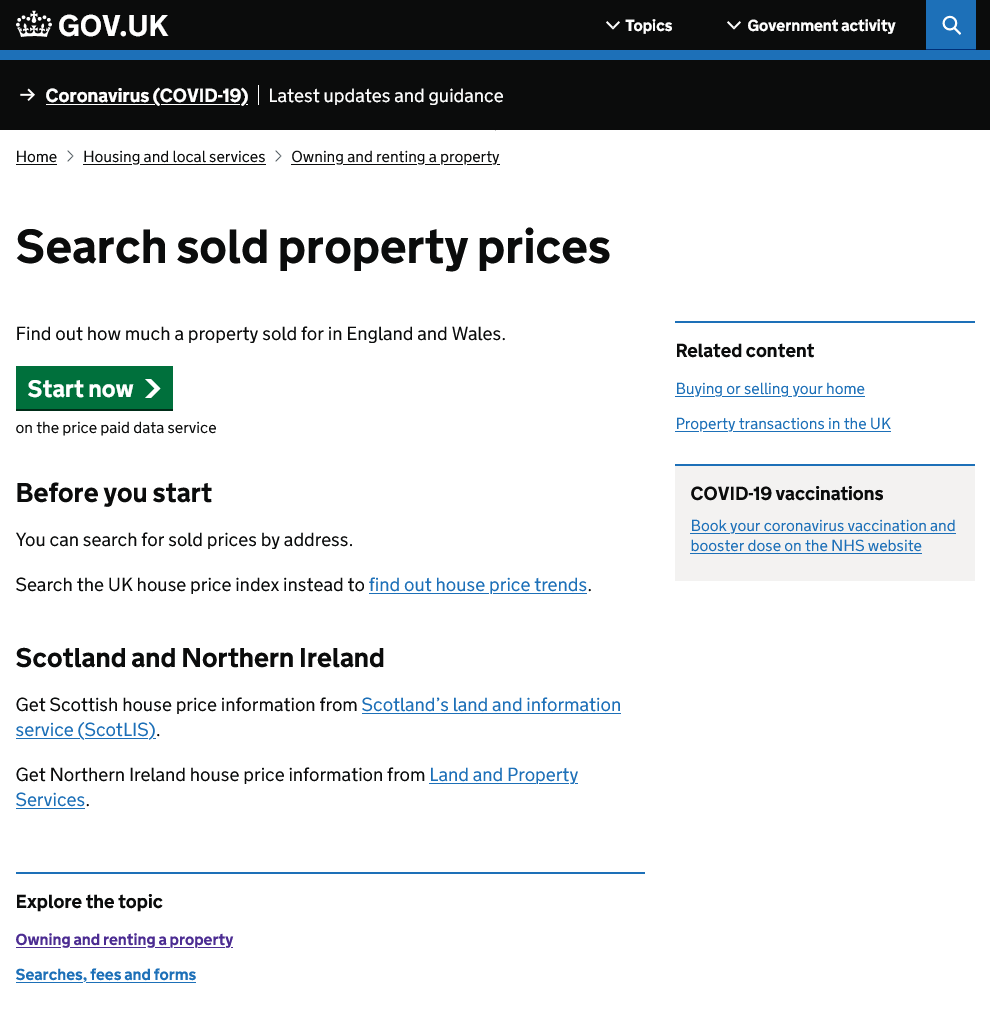 GOV.UK
Topics
Government activity
→ Coronavirus (COVID-19) | Latest updates and guidance
Home > Housing and local services > Owning and renting a property
Search sold property prices
Find out how much a property sold for in England and Wales.
Start now
on the price paid data service
Before you start
You can search for sold prices by address.
Search the UK house price index instead to find out house price trends.
Scotland and Northern Ireland
Get Scottish house price information from Scotland’s land and information
service (ScotLIS).
Get Northern Ireland house price information from Land and Property
Services.
Related content
Buying or selling your home
Property transactions in the UK
COVID-19 vaccinations
Book your coronavirus vaccination and
booster dose on the NHS website
Explore the topic
Owning and renting a property
Searches, fees and forms